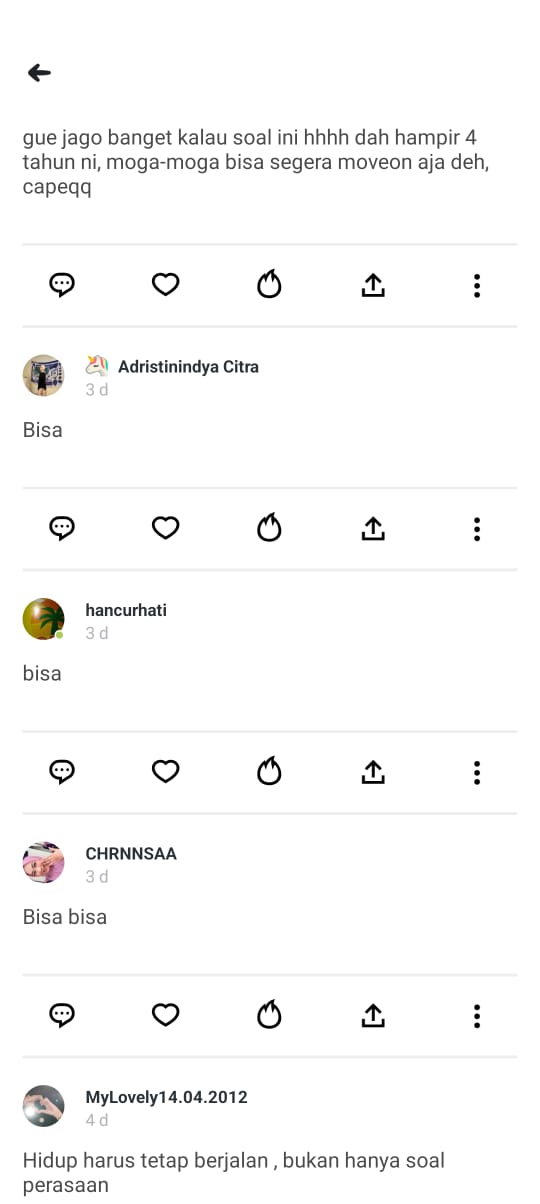 gue jago banget kalau soal ini hhhh dah hampir 4
tahun ni, moga-moga bisa segera moveon aja deh,
capeqq
Adristinindya Citra
3 d
Bisa
hancurhati
3 d
bisa
CHRNNSAA
3 d
Bisa bisa
MyLovely14.04.2012
4 d
Hidup harus tetap berjalan , bukan hanya soal
perasaan